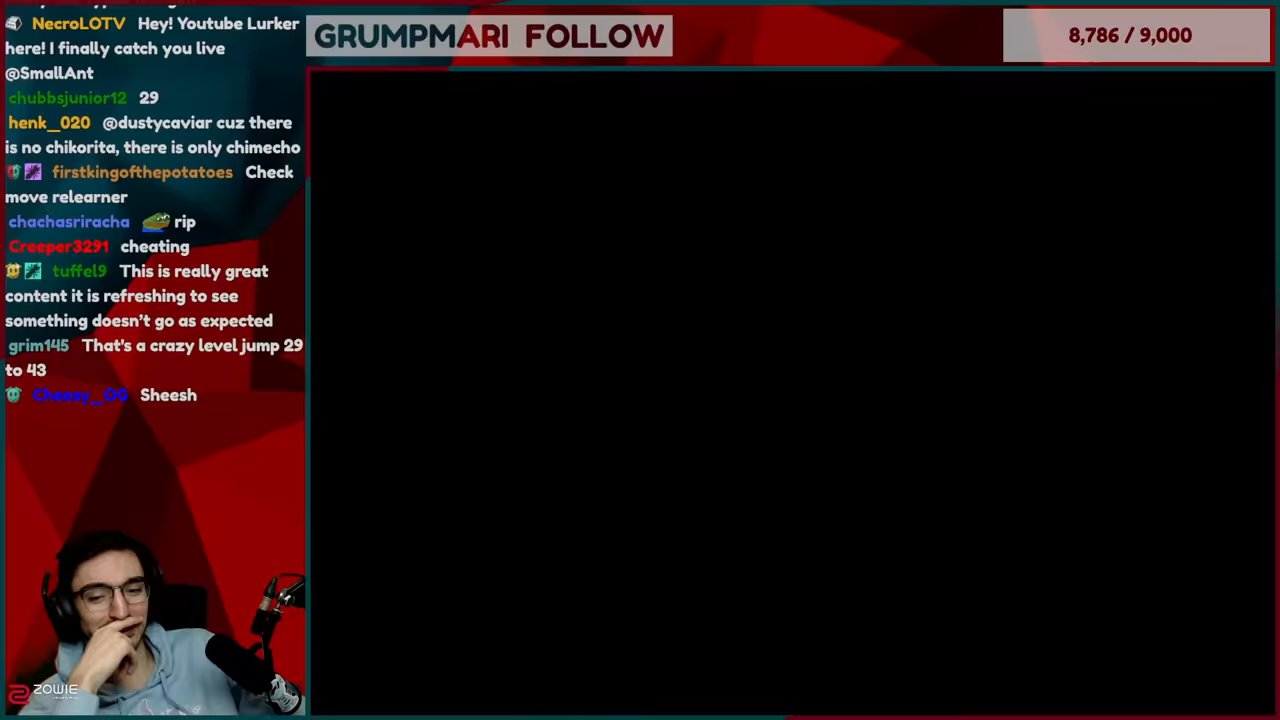 NecroLOTV Hey! Youtube Lurker
here! I finally catch you live
@SmallAnt
chubbsjunior12 29
henk_020 @dustycaviar cuz there
is no chikorita, there is only chimecho
firstkingofthepotatoes Check
move relearner
chachasriracha rip
Creeper3291 cheating
tuffel9 This is really great
content it is refreshing to see
something doesn't go as expected
grim145 That's a crazy level jump 29
to 43
Cheesy_OG Sheesh
GRUMPMARI FOLLOW
8,786 / 9,000
ZOWIE